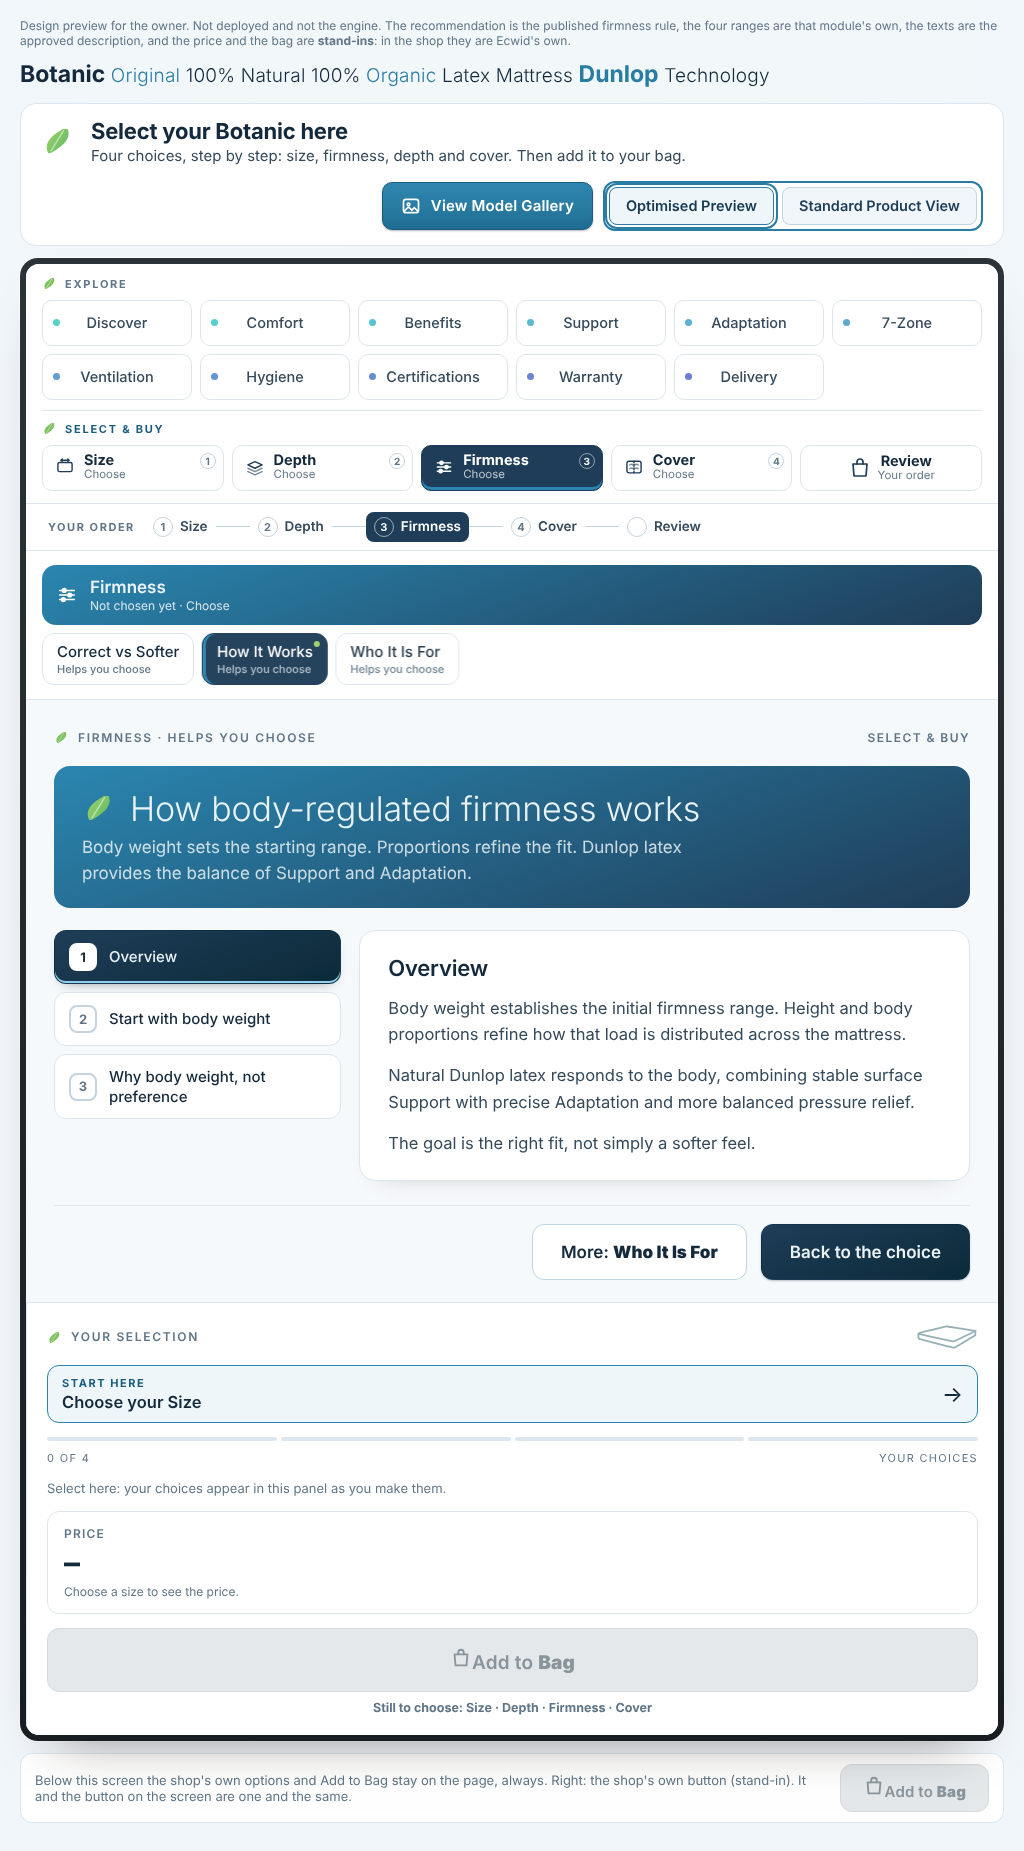 Design preview for the owner. Not deployed and not the engine. The recommendation is the published firmness rule, the four ranges are that module's own, the texts are the
approved description, and the price and the bag are stand-ins: in the shop they are Ecwid's own.
Botanic Original 100% Natural 100% Organic Latex Mattress Dunlop Technology
Select your Botanic here
Four choices, step by step: size, firmness, depth and cover. Then add it to your bag.
View Model Gallery
Optimised Preview
Standard Product View
EXPLORE
Discover
Comfort
Benefits
Support
Adaptation
7-Zone
Ventilation
Hygiene
Certifications
Warranty
Delivery
SELECT & BUY
Size
Choose
1
Depth
Choose
2
Firmness
Choose
3
Cover
Choose
4
Review
Your order
YOUR ORDER
1 Size
2 Depth
3 Firmness
4 Cover
Review
Firmness
Not chosen yet · Choose
Correct vs Softer
Helps you choose
How It Works
Helps you choose
Who It Is For
Helps you choose
FIRMNESS · HELPS YOU CHOOSE
SELECT & BUY
How body-regulated firmness works
Body weight sets the starting range. Proportions refine the fit. Dunlop latex
provides the balance of Support and Adaptation.
1 Overview
2 Start with body weight
3 Why body weight, not
preference
Overview
Body weight establishes the initial firmness range. Height and body
proportions refine how that load is distributed across the mattress.
Natural Dunlop latex responds to the body, combining stable surface
Support with precise Adaptation and more balanced pressure relief.
The goal is the right fit, not simply a softer feel.
More: Who It Is For
Back to the choice
YOUR SELECTION
START HERE
Choose your Size
0 OF 4
YOUR CHOICES
Select here: your choices appear in this panel as you make them.
PRICE
–
Choose a size to see the price.
Add to Bag
Still to choose: Size · Depth · Firmness · Cover
Below this screen the shop's own options and Add to Bag stay on the page, always. Right: the shop's own button (stand-in). It
and the button on the screen are one and the same.
Add to Bag